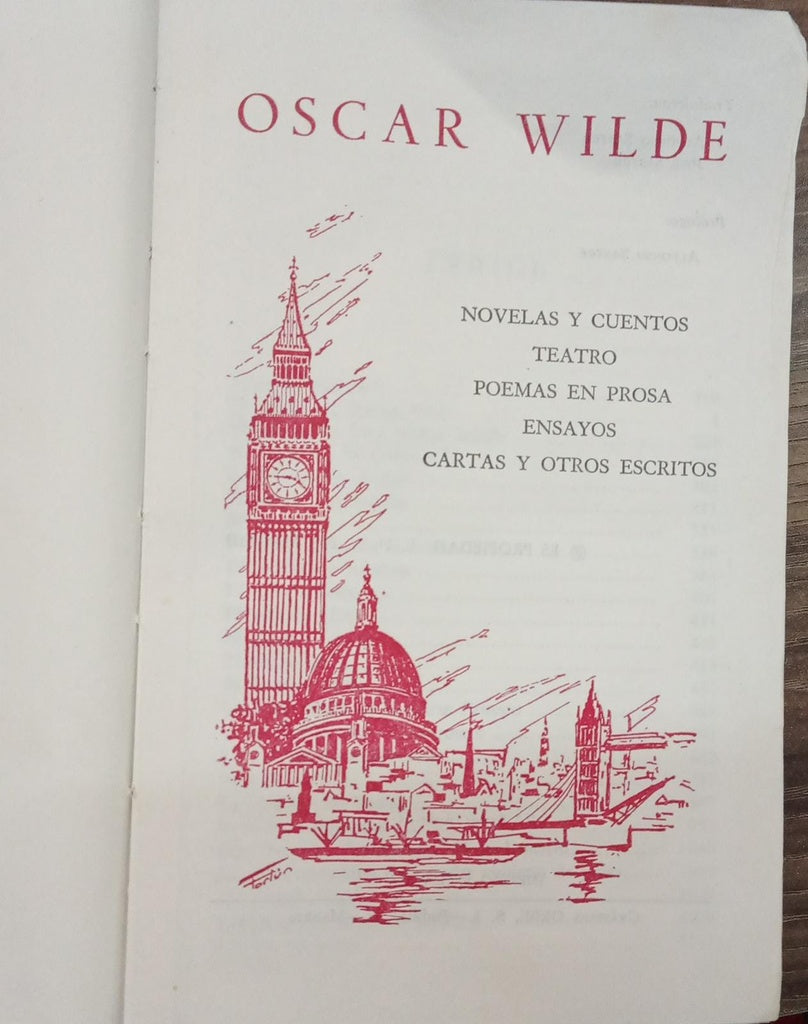 OSCAR WILDE
NOVELAS Y CUENTOS
TEATRO
POEMAS EN PROSA
ENSAYOS
CARTAS Y OTROS ESCRITOS